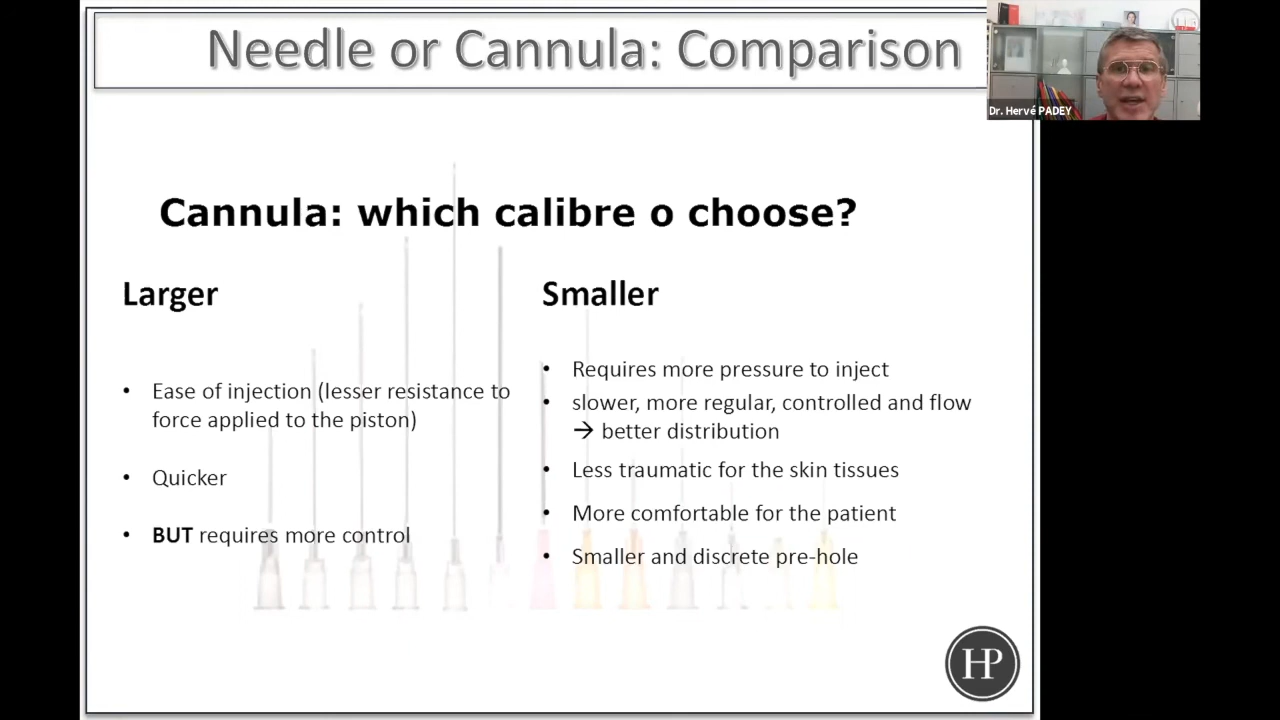 Needle or Cannula: Comparison
Dr. Hervé PADEY
Cannula: which calibre o choose?
Larger
• Ease of injection (lesser resistance to
force applied to the piston)
• Quicker
• BUT requires more control
Smaller
• Requires more pressure to inject
• slower, more regular, controlled and flow
→ better distribution
• Less traumatic for the skin tissues
• More comfortable for the patient
• Smaller and discrete pre-hole
HP